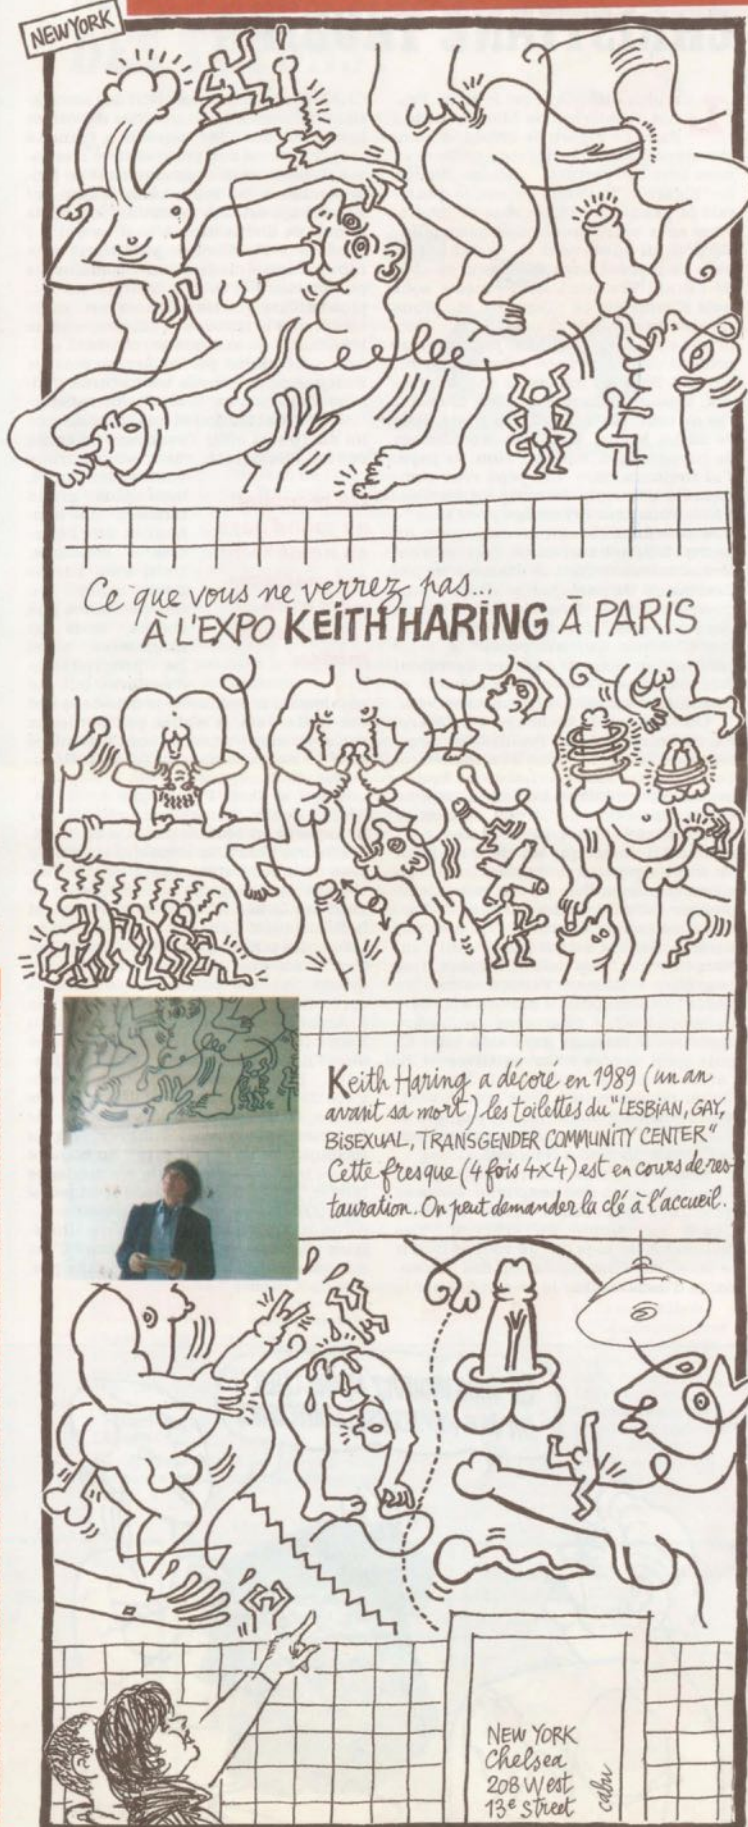 NEW YORK
Ce que vous ne verrez pas...
À L'EXPO KEITH HARING À PARIS
Keith Haring a décoré en 1989 (un an
avant sa mort) les toilettes du "LESBIAN, GAY,
BISEXUAL, TRANSGENDER COMMUNITY CENTER"
Cette fresque (4 fois 4x4) est en cours de res-
tauration. On peut demander la clé à l'accueil.
NEW YORK
Chelsea
208 West
13e Street
cabu